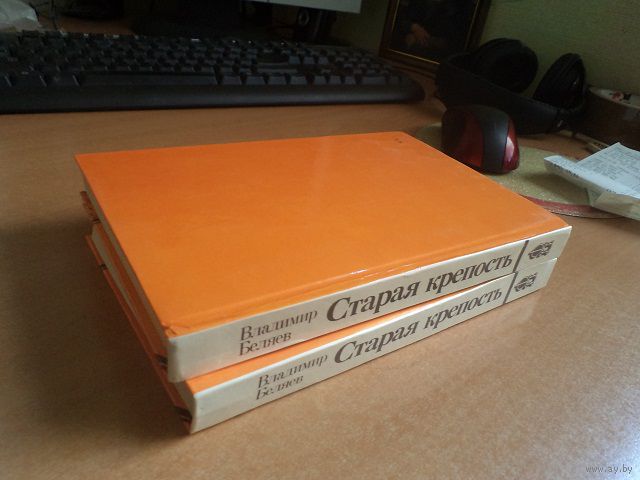 Владимир
Беляев
Старая крепость
Владимир
Беляев
Старая крепость
www.ay.by